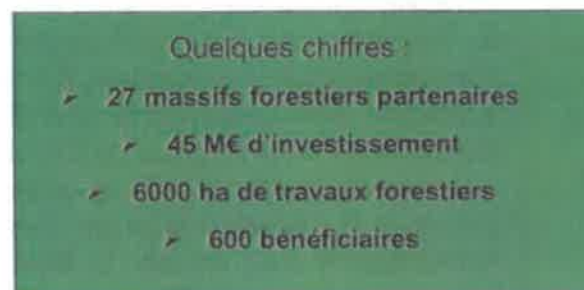 Quelques chiffres :
➢ 27 massifs forestiers partenaires
➢ 45 M€ d'investissement
➢ 6000 ha de travaux forestiers
➢ 600 bénéficiaires